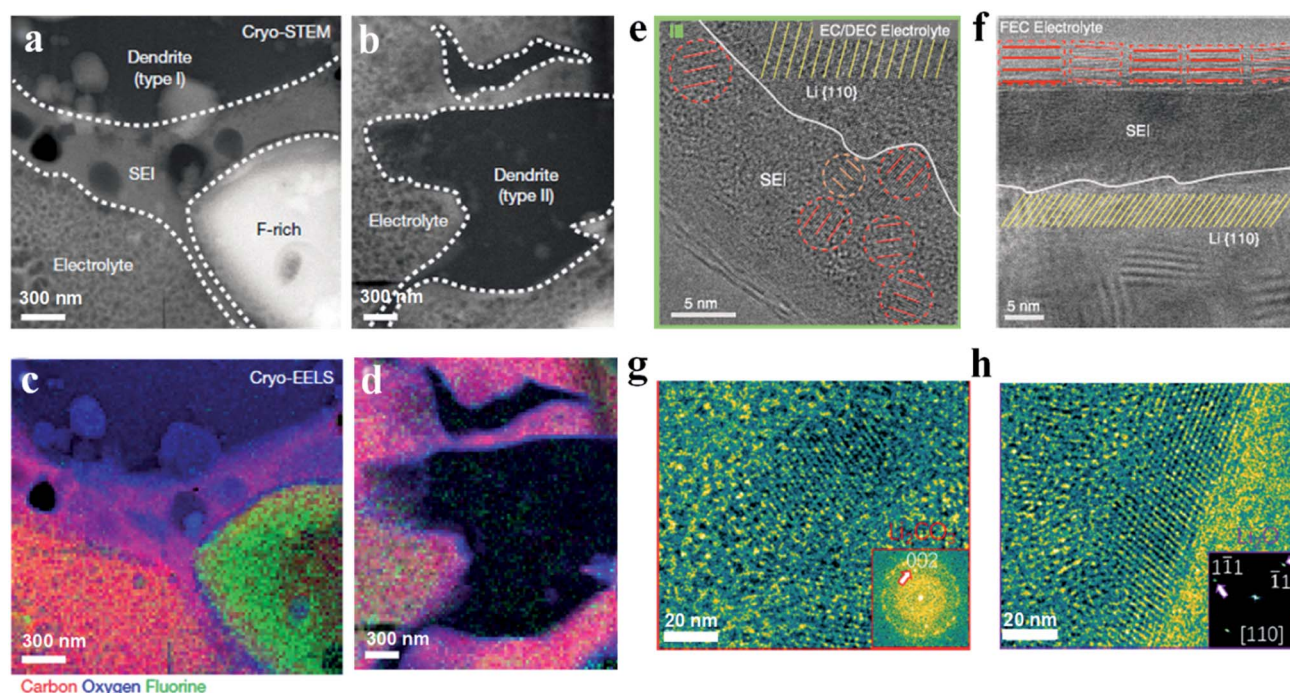 a
Cryo-STEM
Dendrite
(type I)
SEI
F-rich
Electrolyte
300 nm
b
Dendrite
(type II)
Electrolyte
300 nm
e
EC/DEC Electrolyte
Li {110}
SEI
5 nm
f
FEC Electrolyte
SEI
Li {110}
5 nm
c
Cryo-EELS
300 nm
Carbon Oxygen Fluorine
d
300 nm
g
Li₂CO₃
002
20 nm
h
11̅1
1̅1
[110]
20 nm